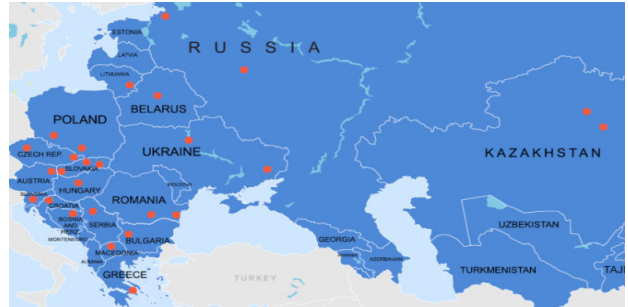 ESTONIA
RUSSIA
LATVIA
LITHUANIA
BELARUS
POLAND
UKRAINE
CZECH REP.
SLOVAKIA
KAZAKHSTAN
AUSTRIA
HUNGARY
MOLDOVA
SLOVENIA
ROMANIA
CROATIA
BOSNIA
AND
HERZ.
SERBIA
UZBEKISTAN
MONTENEGRO
BULGARIA
GEORGIA
MACEDONIA
AZERBAIJAN
ALBANIA
TURKMENISTAN
TAJI
GREECE
TURKEY